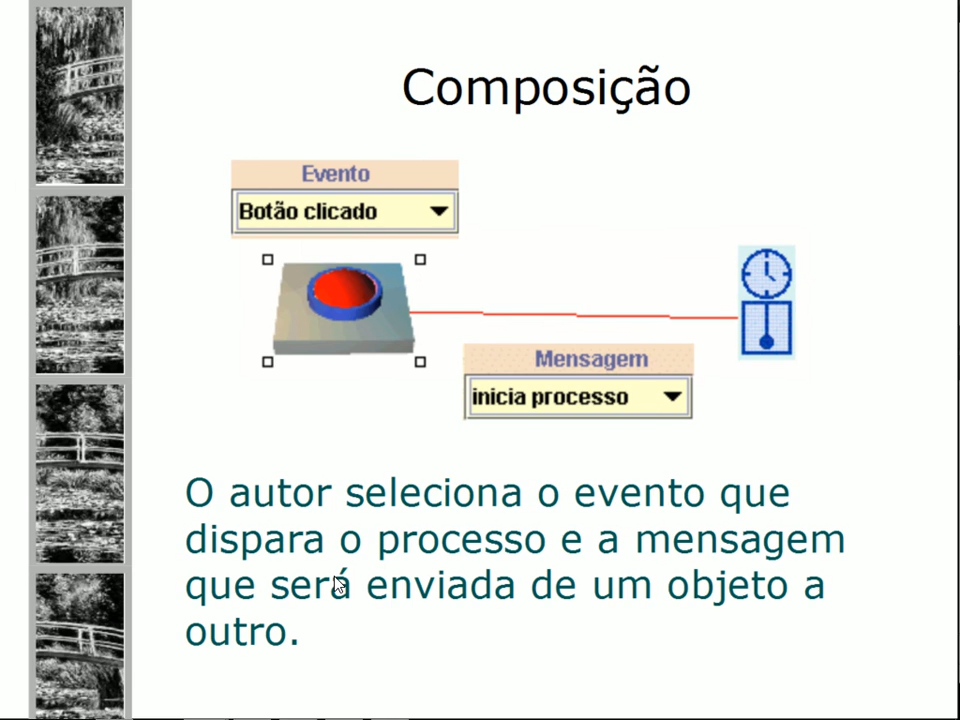 Composição
Evento
Botão clicado
Mensagem
inicia processo
O autor seleciona o evento que
dispara o processo e a mensagem
que será enviada de um objeto a
outro.